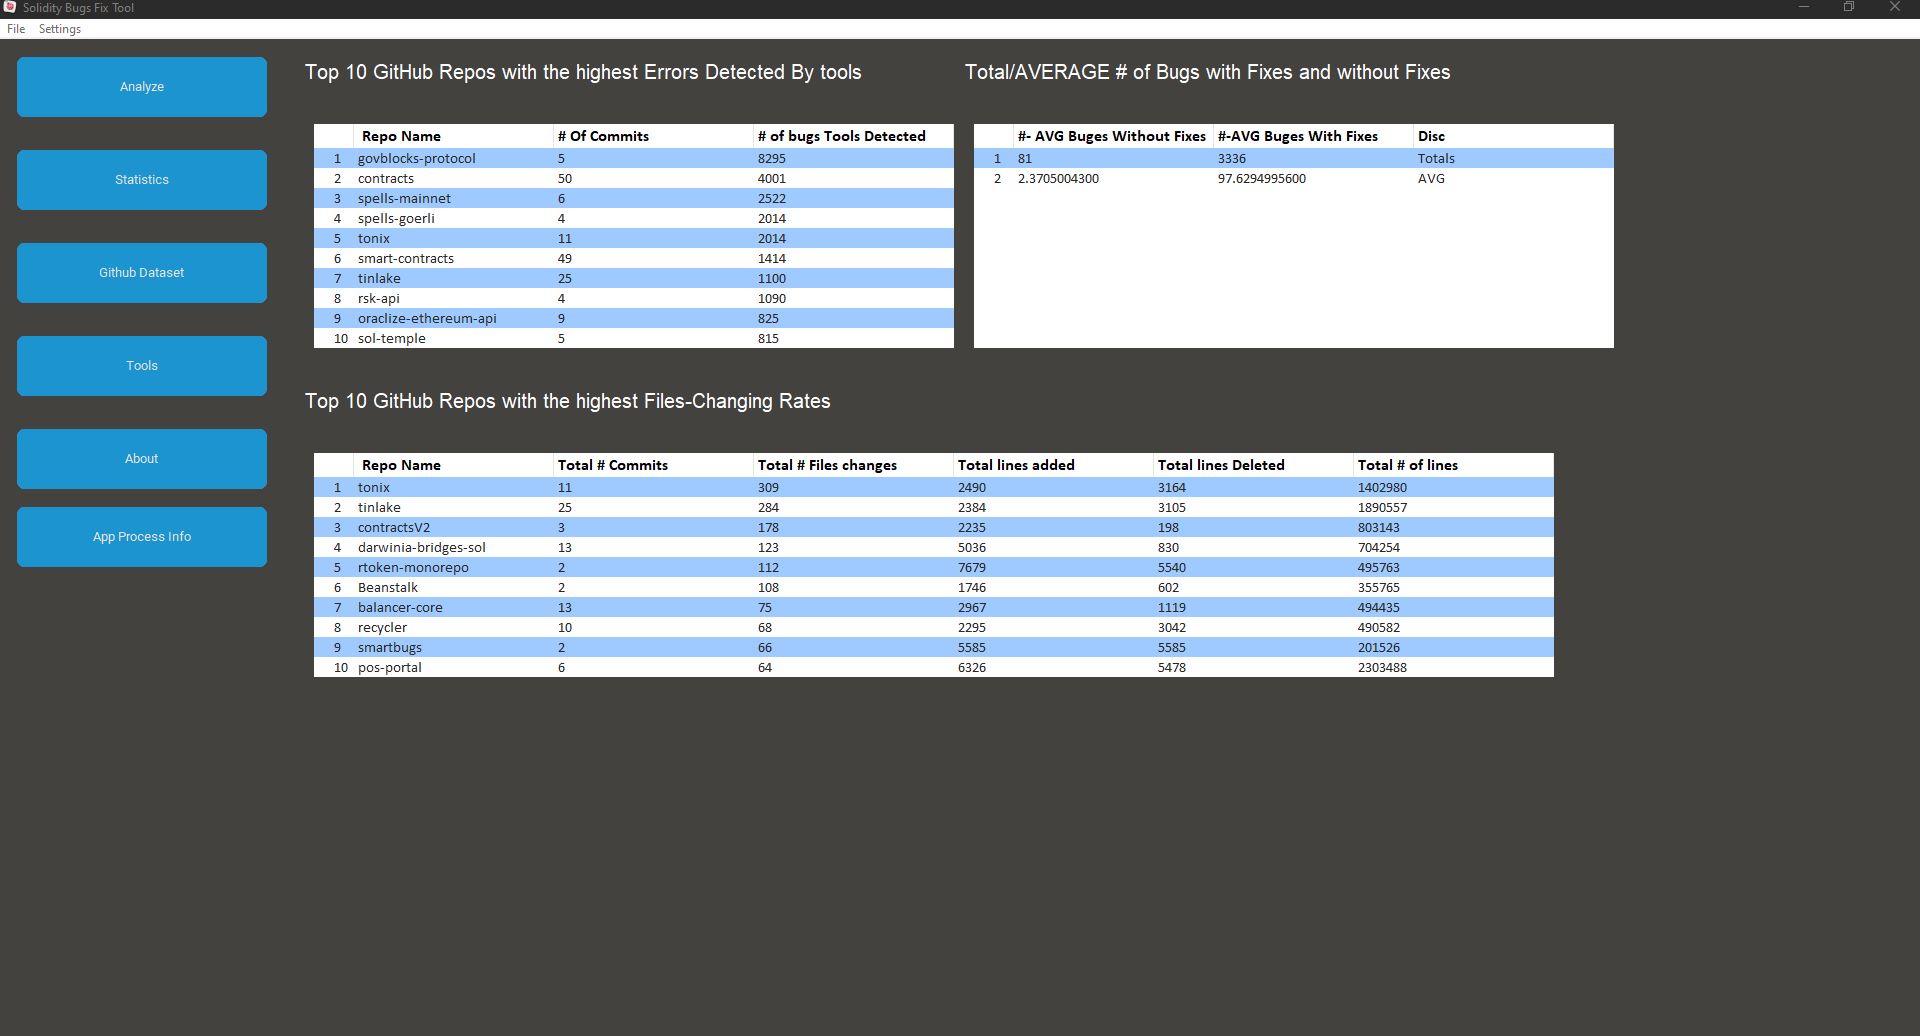 Solidity Bugs Fix Tool
File Settings
Analyze
Statistics
Github Dataset
Tools
About
App Process Info
Top 10 GitHub Repos with the highest Errors Detected By tools
Repo Name # Of Commits # of bugs Tools Detected
1 govblocks-protocol 5 8295
2 contracts 50 4001
3 spells-mainnet 6 2522
4 spells-goerli 4 2014
5 tonix 11 2014
6 smart-contracts 49 1414
7 tinlake 25 1100
8 rsk-api 4 1090
9 oraclize-ethereum-api 9 825
10 sol-temple 5 815
Total/AVERAGE # of Bugs with Fixes and without Fixes
#- AVG Buges Without Fixes #-AVG Buges With Fixes Disc
1 81 3336 Totals
2 2.3705004300 97.6294995600 AVG
Top 10 GitHub Repos with the highest Files-Changing Rates
Repo Name Total # Commits Total # Files changes Total lines added Total lines Deleted Total # of lines
1 tonix 11 309 2490 3164 1402980
2 tinlake 25 284 2384 3105 1890557
3 contractsV2 3 178 2235 198 803143
4 darwinia-bridges-sol 13 123 5036 830 704254
5 rtoken-monorepo 2 112 7679 5540 495763
6 Beanstalk 2 108 1746 602 355765
7 balancer-core 13 75 2967 1119 494435
8 recycler 10 68 2295 3042 490582
9 smartbugs 2 66 5585 5585 201526
10 pos-portal 6 64 6326 5478 2303488